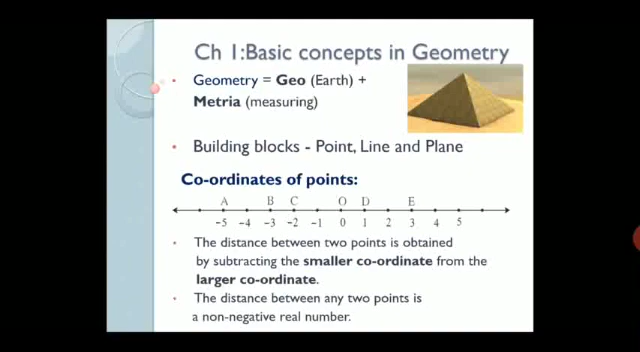 Ch 1:Basic concepts in Geometry
Geometry = Geo (Earth) +
Metria (measuring)
Building blocks - Point, Line and Plane
Co-ordinates of points:
A B C O D E
-5 -4 -3 -2 -1 0 1 2 3 4 5
The distance between two points is obtained
by subtracting the smaller co-ordinate from the
larger co-ordinate.
The distance between any two points is
a non-negative real number.